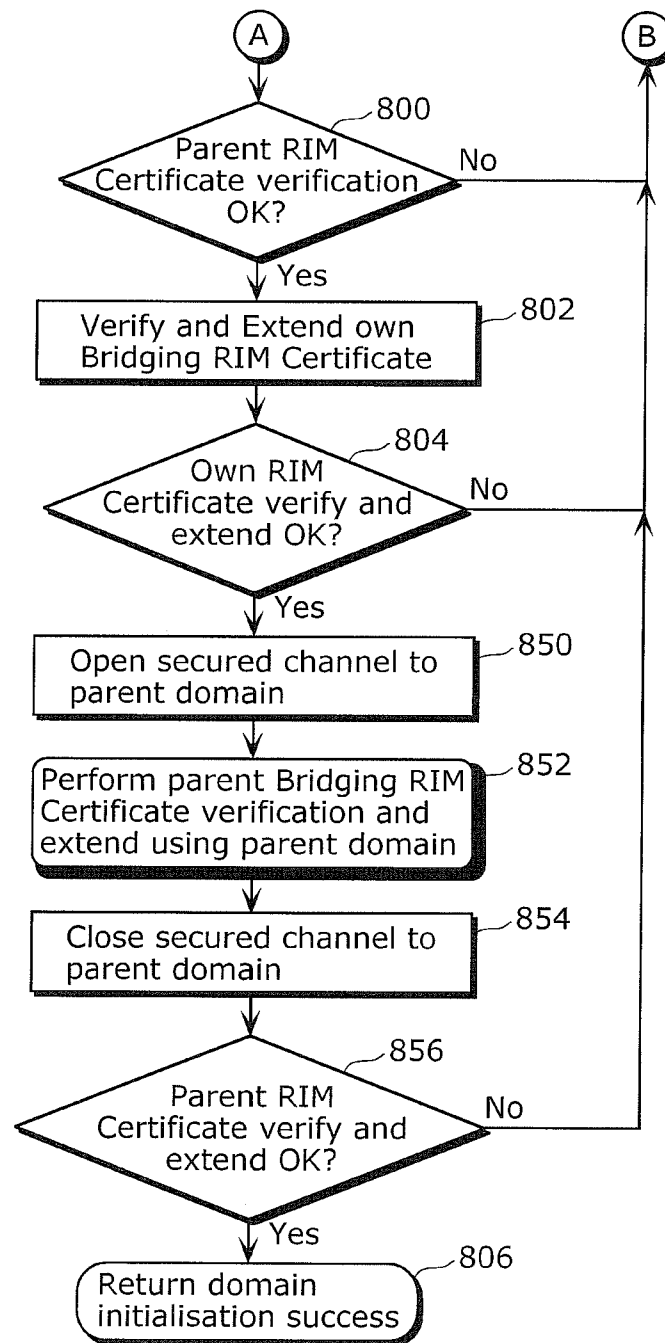 A
B
800
Parent RIM
Certificate verification
OK?
No
Yes
802
Verify and Extend own
Bridging RIM Certificate
804
Own RIM
Certificate verify and
extend OK?
No
Yes
850
Open secured channel to
parent domain
852
Perform parent Bridging RIM
Certificate verification and
extend using parent domain
854
Close secured channel to
parent domain
856
Parent RIM
Certificate verify and
extend OK?
No
Yes
806
Return domain
initialisation success